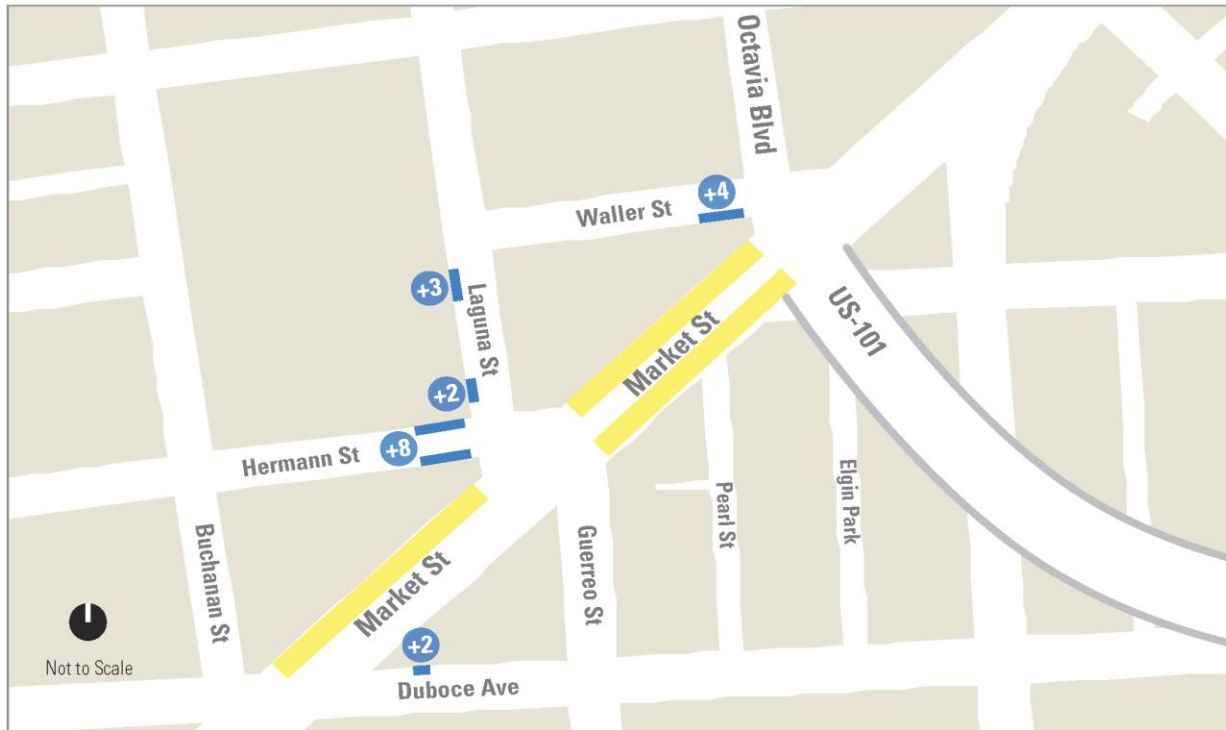 Octavia Blvd
+4
Waller St
+3
Laguna St
US-101
Market St
+2
+8
Hermann St
Pearl St
Elgin Park
Buchanan St
Guerreo St
Market St
+2
Not to Scale
Duboce Ave